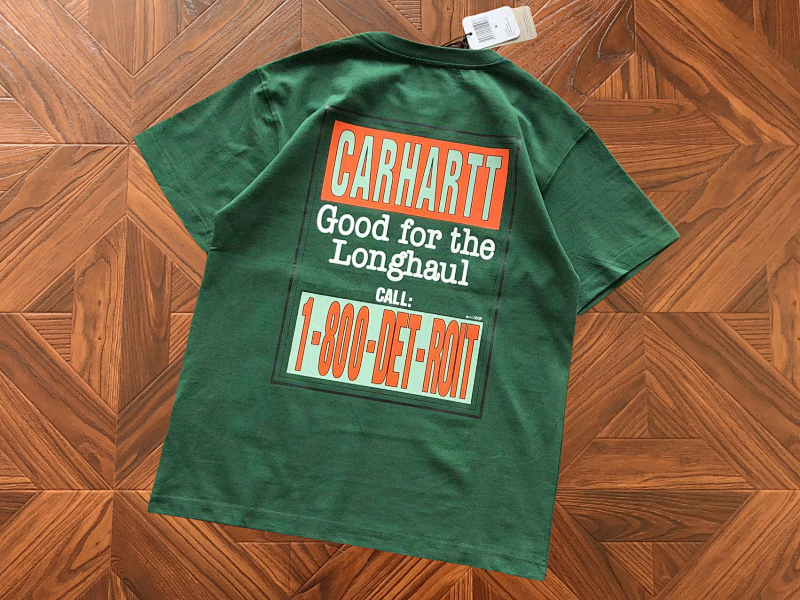 CARHARTT
Good for the
Longhaul
CALL:
1-800-DET-ROIT